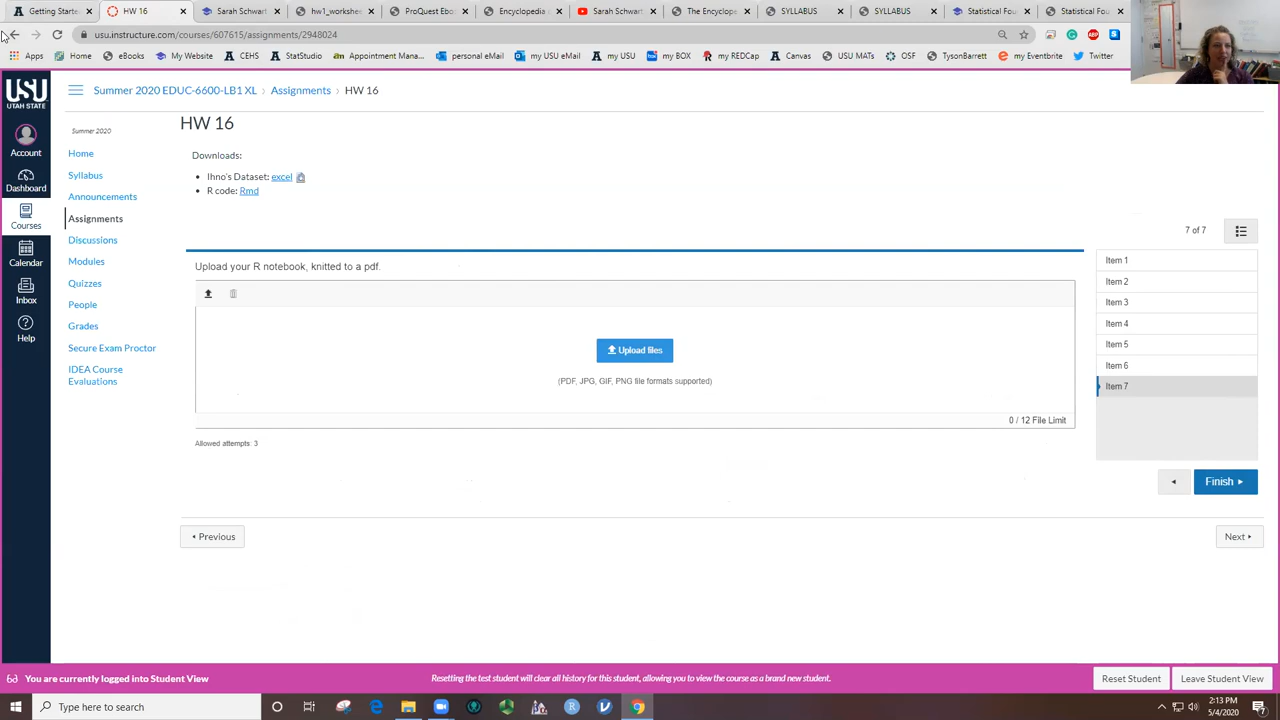 Getting Starte
HW 16
Sarah Schwart
hw1_workshe
ProQuest Ebo
Encyclopedia
The Encyclop
SYLLABUS
SYLLABUS
Statistical Fou
Statistical Fou
usu.instructure.com/courses/607615/assignments/2948024
Apps
eBooks
My Website
CEHS
StatStudio
Appointment Mana...
personal eMail
my USU eMail
my BOX
my REDCap
Canvas
USU MATs
OSF
TysonBarrett
my Eventbrite
Twitter
USU
UTAH STATE
Account
Dashboard
Courses
Calendar
Inbox
Help
Summer 2020 EDUC-6600-LB1 XL › Assignments › HW 16
Summer 2020
Home
Syllabus
Announcements
Assignments
Discussions
Modules
Quizzes
People
Grades
Secure Exam Proctor
IDEA Course
Evaluations
HW 16
Downloads:
• Ihno's Dataset: excel
• R code: Rmd
7 of 7
Upload your R notebook, knitted to a pdf.
Upload files
(PDF, JPG, GIF, PNG file formats supported)
0 / 12 File Limit
Allowed attempts: 3
Item 1
Item 2
Item 3
Item 4
Item 5
Item 6
Item 7
Finish
Previous
Next
You are currently logged into Student View
Resetting the test student will clear all history for this student, allowing you to view the course as a brand new student.
Reset Student
Leave Student View
Type here to search
2:13 PM
5/4/2020